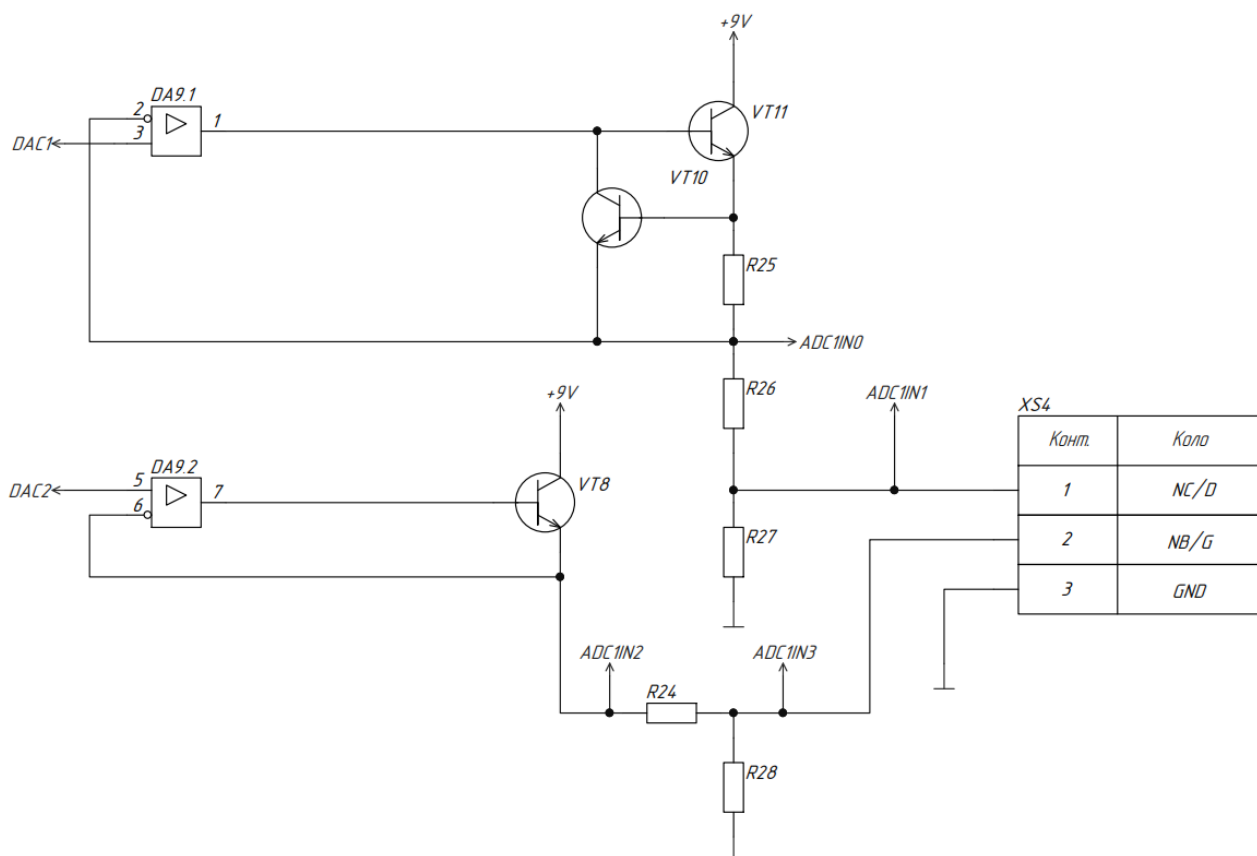 +9V
DA9.1
2
3
1
DAC1
VT11
VT10
R25
ADC1IN0
R26
ADC1IN1
+9V
DA9.2
5
6
7
DAC2
VT8
R27
XS4
Конт. Коло
1 NC/D
2 NB/G
3 GND
ADC1IN2
R24
ADC1IN3
R28